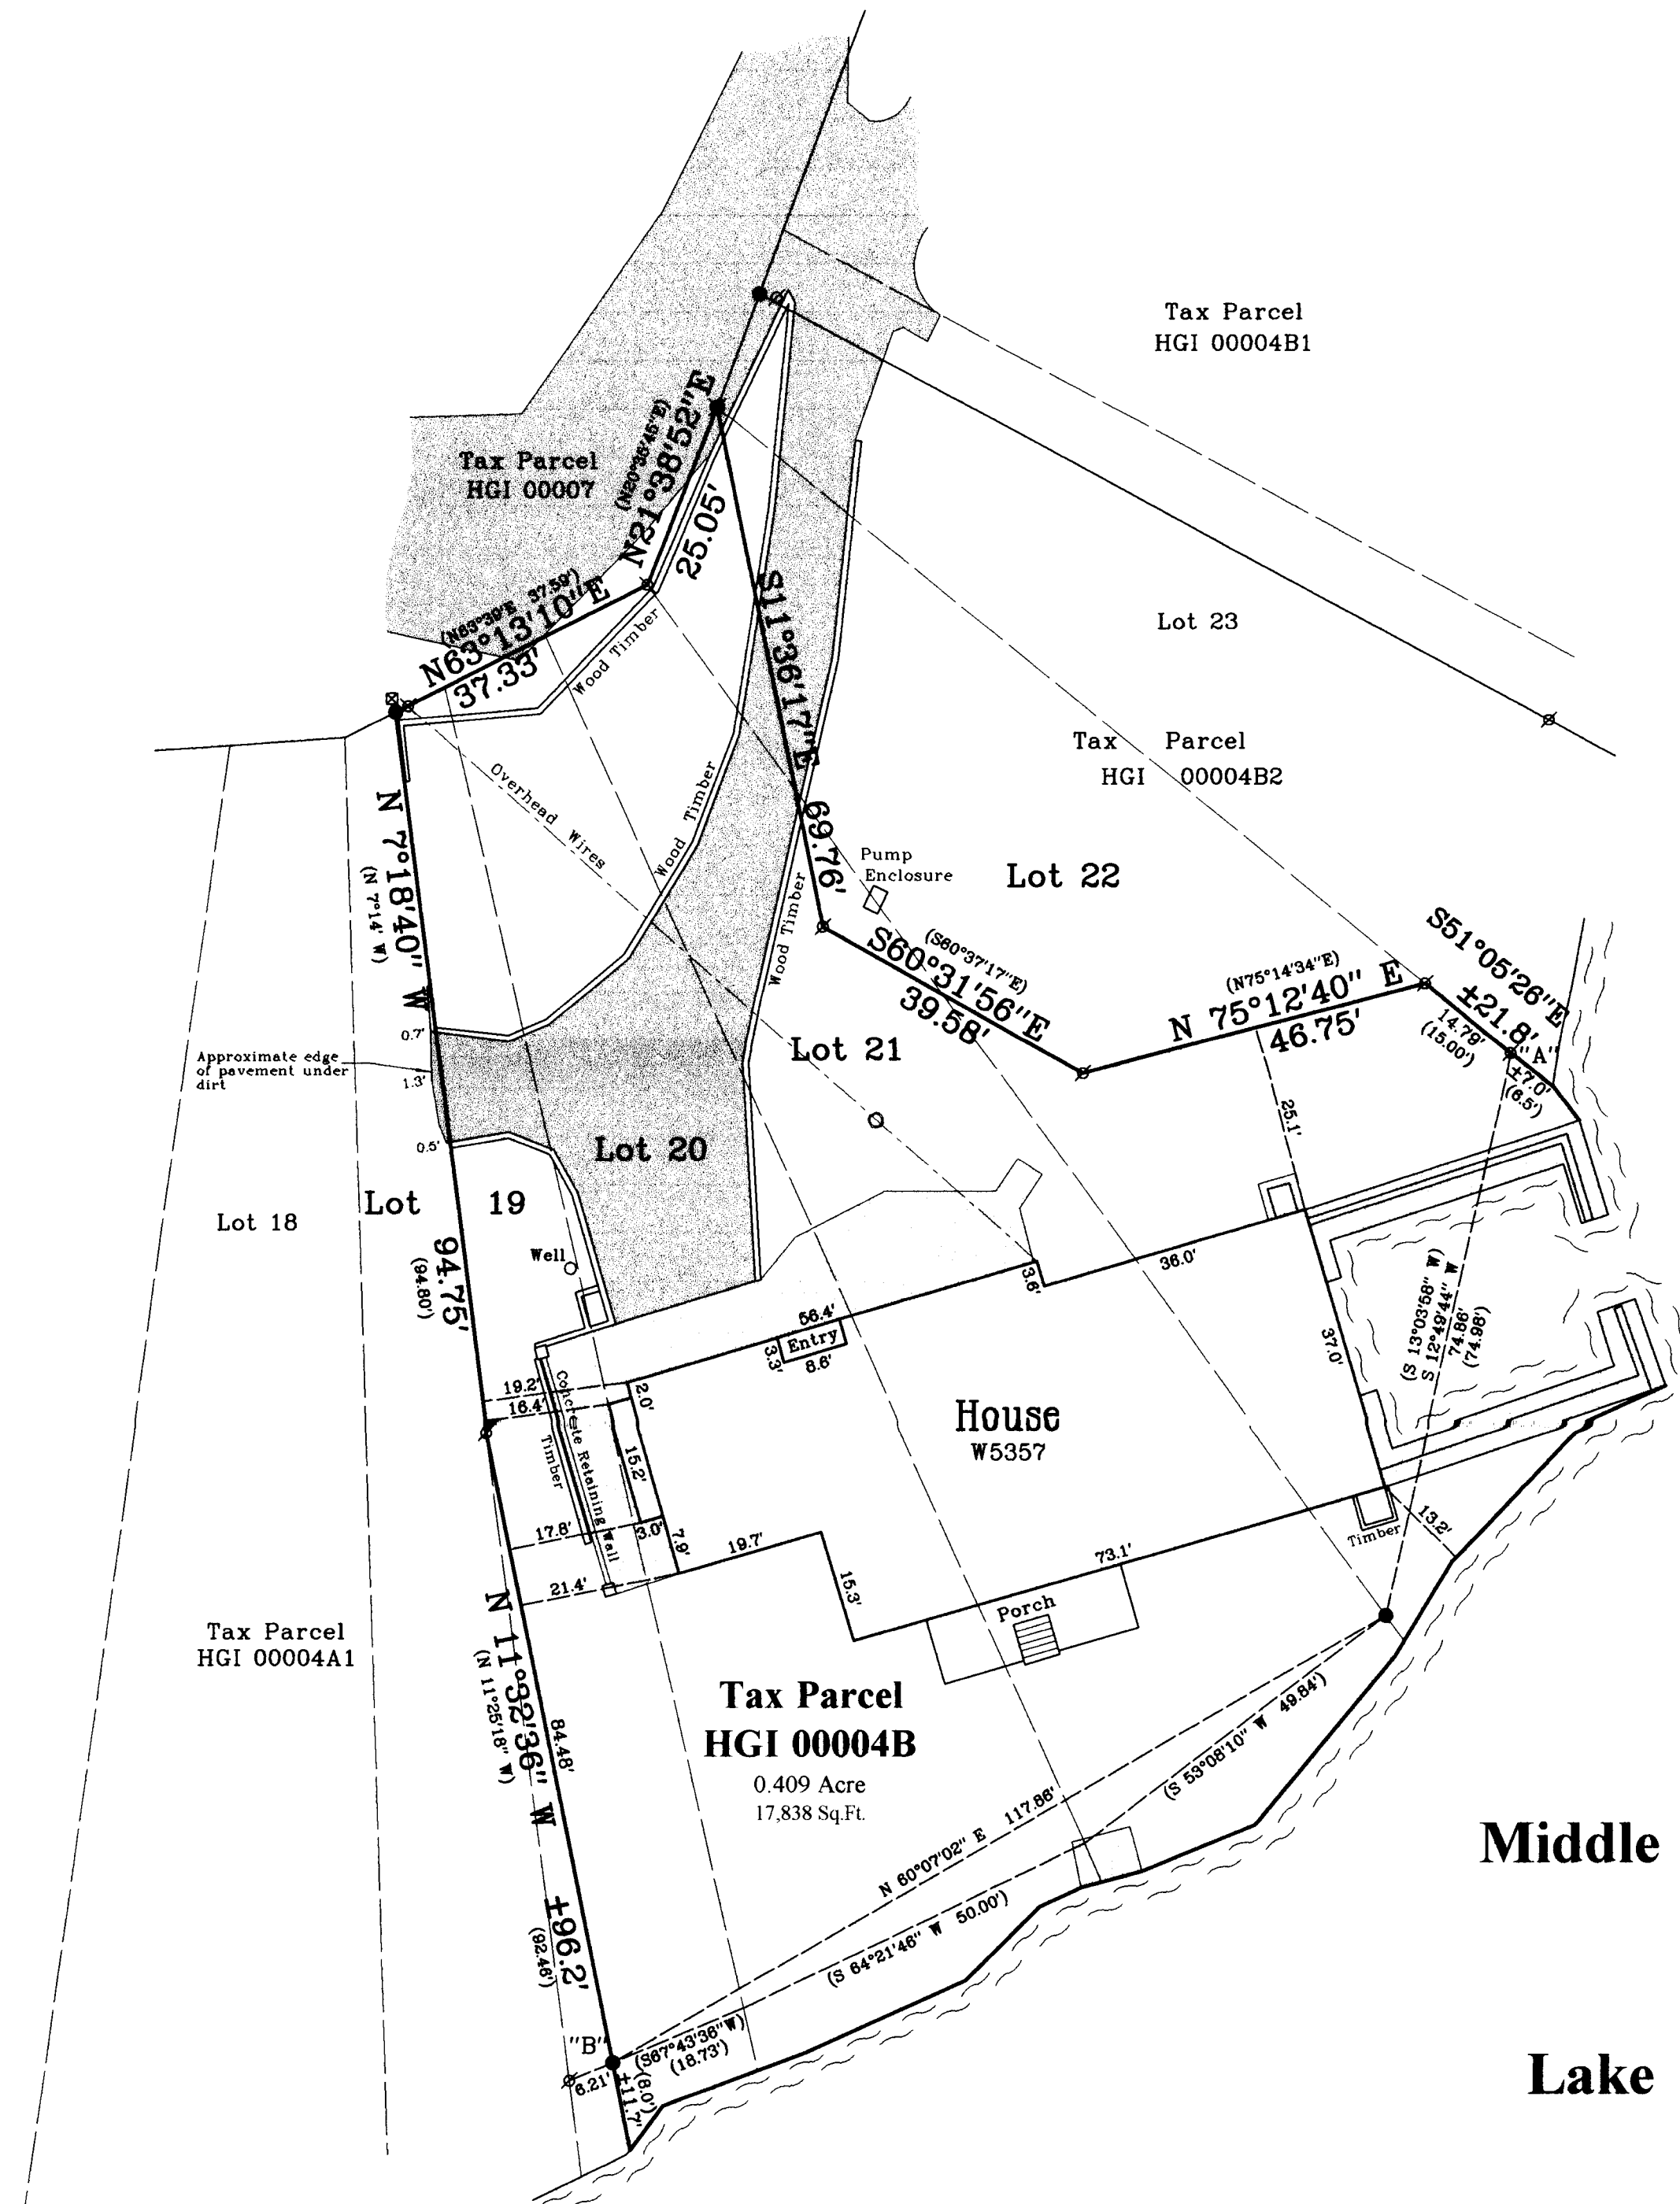 Tax Parcel
HGI 00004B1
Tax Parcel
HGI 00007
(N20°36'45"E)
N21°38'52"E
25.05'
(N63°39'E 37.59')
N63°13'10"E
37.33'
Wood Timber
Lot 23
S11°36'17"E
69.76'
Tax Parcel
HGI 00004B2
Overhead Wires
Wood Timber
Wood Timber
N 7°18'40" W
(N 7°14' W)
Pump
Enclosure
Lot 22
(S60°37'17"E)
S60°31'56"E
39.58'
(N75°14'34"E)
N 75°12'40" E
46.75'
S51°05'26"E
±21.8'
14.79'
(15.00')
"A"
±7.0'
(6.5')
0.7'
Approximate edge
of pavement under
dirt
1.3'
0.5'
Lot 21
25.1'
Lot 20
Lot 19
Lot 18
94.75'
(94.80')
Well
36.0'
3.6'
56.4'
Entry
3.3'
8.6'
37.0'
(S 13°03'58" W)
S 12°49'44" W
74.86'
(74.98')
19.2'
16.4'
2.0'
Concrete Retaining Wall
Timber
15.2'
House
W5357
17.8'
3.0'
7.9'
19.7'
21.4'
15.3'
73.1'
Timber
13.2'
Porch
Tax Parcel
HGI 00004A1
N 11°32'36" W
(N 11°25'18" W)
84.48'
±96.2'
(92.46')
Tax Parcel
HGI 00004B
0.409 Acre
17,838 Sq.Ft.
(S 53°08'10" W 49.84')
N 60°07'02" E 117.86'
(S 64°21'46" W 50.00')
Middle
Lake
"B"
(S67°43'36"W)
(18.73')
6.21'
(8.0')
±11.7'